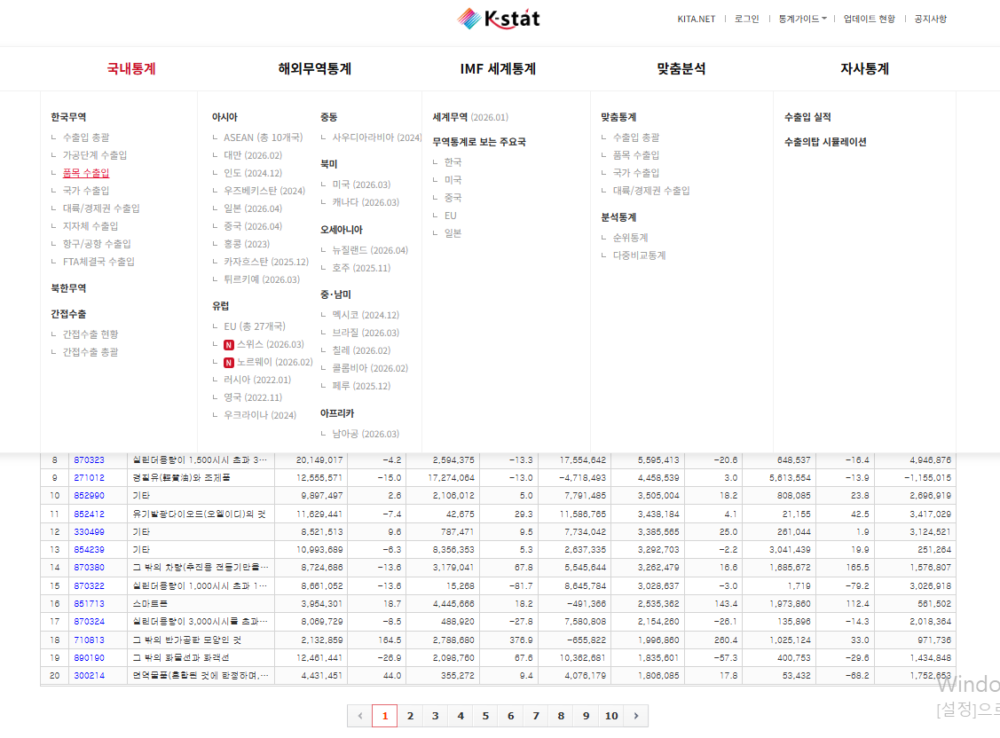 K-stat
KITA.NET | 로그인 | 통계가이드 | 업데이트 현황 | 공지사항
국내통계 해외무역통계 IMF 세계통계 맞춤분석 자사통계
한국무역
수출입 총괄
가공단계 수출입
품목 수출입
국가 수출입
대륙/경제권 수출입
지자체 수출입
항구/공항 수출입
FTA체결국 수출입
북한무역
간접수출
간접수출 현황
간접수출 총괄
아시아
ASEAN (총 10개국)
대만 (2026.02)
인도 (2024.12)
우즈베키스탄 (2024)
일본 (2026.04)
중국 (2026.04)
홍콩 (2023)
카자흐스탄 (2025.12)
튀르키예 (2026.03)
유럽
EU (총 27개국)
N 스위스 (2026.03)
N 노르웨이 (2026.02)
러시아 (2022.01)
영국 (2022.11)
우크라이나 (2024)
중동
사우디아라비아 (2024)
북미
미국 (2026.03)
캐나다 (2026.03)
오세아니아
뉴질랜드 (2026.04)
호주 (2025.11)
중·남미
멕시코 (2024.12)
브라질 (2026.03)
칠레 (2026.02)
콜롬비아 (2026.02)
페루 (2025.12)
아프리카
남아공 (2026.03)
세계무역 (2026.01)
무역통계로 보는 주요국
한국
미국
중국
EU
일본
맞춤통계
수출입 총괄
품목 수출입
국가 수출입
대륙/경제권 수출입
분석통계
순위통계
다중비교통계
수출입 실적
수출의탑 시뮬레이션
8 870323 실린더용량이 1,500시시 초과 3··· 20,149,017 -4.2 2,594,375 -13.3 17,554,642 5,595,413 -20.6 648,537 -16.4 4,946,876
9 271012 경질유(輕質油)와 조제품 12,555,571 -15.0 17,274,064 -13.0 -4,718,493 4,458,539 3.0 5,613,554 -13.9 -1,155,015
10 852990 기타 9,897,497 2.6 2,106,012 5.0 7,791,485 3,505,004 18.2 808,085 23.8 2,696,919
11 852412 유기발광다이오드(오엘이디)의 것 11,629,441 -7.4 42,675 29.3 11,586,765 3,438,184 4.1 21,155 42.5 3,417,029
12 330499 기타 8,521,513 9.6 787,471 9.5 7,734,042 3,385,565 25.0 261,044 1.9 3,124,521
13 854239 기타 10,993,689 -6.3 8,356,353 5.3 2,637,335 3,292,703 -2.2 3,041,439 19.9 251,264
14 870380 그 밖의 차량(추진용 전동기만을··· 8,724,686 -13.6 3,179,041 67.8 5,545,644 3,262,479 16.6 1,685,672 165.5 1,576,807
15 870322 실린더용량이 1,000시시 초과 1··· 8,661,052 -13.6 15,268 -81.7 8,645,784 3,028,637 -3.0 1,719 -79.2 3,026,918
16 851713 스마트폰 3,954,301 18.7 4,445,666 18.2 -491,366 2,535,362 143.4 1,973,860 112.4 561,502
17 870324 실린더용량이 3,000시시를 초과··· 8,069,729 -8.5 488,920 -27.8 7,580,808 2,154,260 -26.1 135,896 -14.3 2,018,364
18 710813 그 밖의 반가공한 모양인 것 2,132,859 164.5 2,788,680 376.9 -655,822 1,996,860 260.4 1,025,124 33.0 971,736
19 890190 그 밖의 화물선과 화객선 12,461,441 -26.9 2,098,760 67.6 10,362,681 1,835,601 -57.3 400,753 -29.6 1,434,848
20 300214 면역물품(혼합된 것에 한정하며,··· 4,431,451 44.0 355,272 9.4 4,076,179 1,806,085 17.8 53,432 -68.2 1,752,653
Windo
[설정]으로
‹ 1 2 3 4 5 6 7 8 9 10 ›